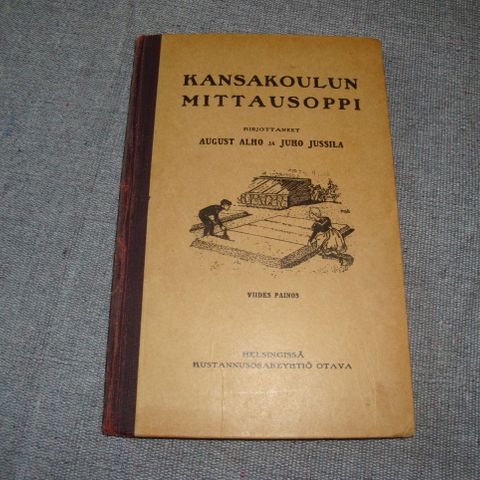 KANSAKOULUN
MITTAUSOPPI
KIRJOTTANEET
AUGUST ALHO JA JUHO JUSSILA
VIIDES PAINOS
HELSINGISSÄ
KUSTANNUSOSAKEYHTIÖ OTAVA